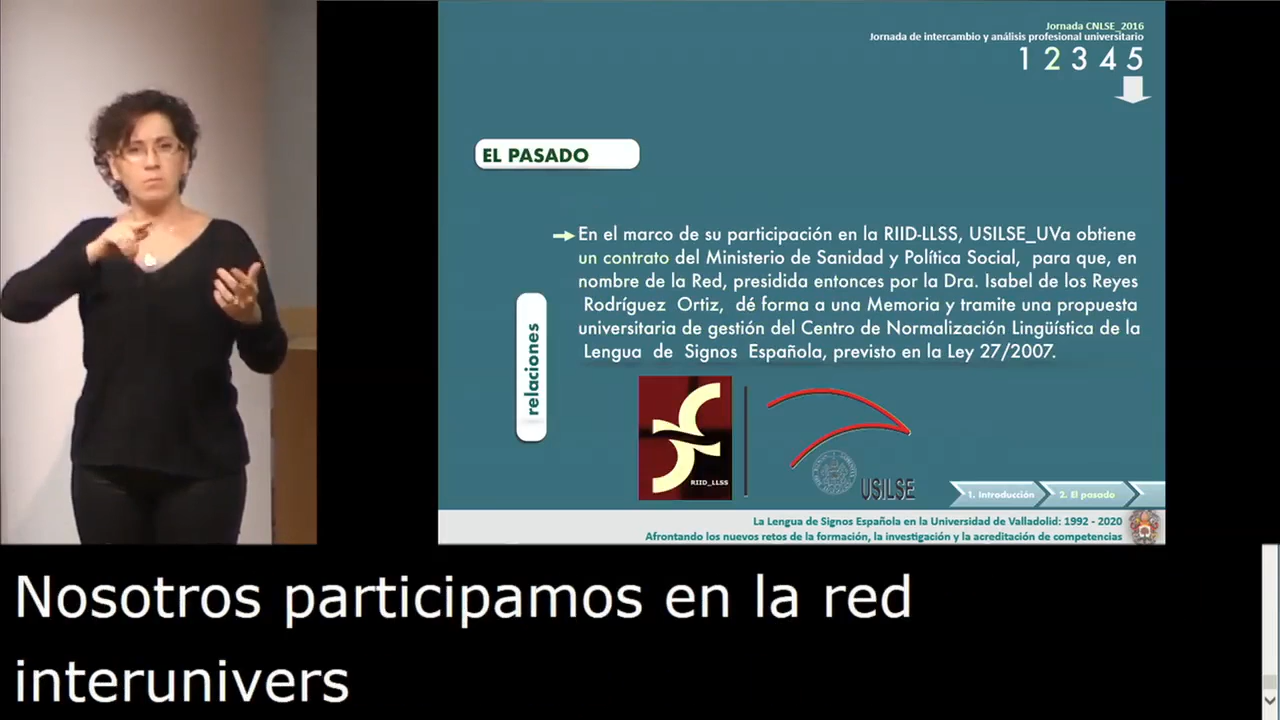 Jornada CNLSE_2016
Jornada de intercambio y análisis profesional universitario
1 2 3 4 5
EL PASADO
En el marco de su participación en la RIID-LLSS, USILSE_UVa obtiene
un contrato del Ministerio de Sanidad y Política Social, para que, en
nombre de la Red, presidida entonces por la Dra. Isabel de los Reyes
Rodríguez Ortiz, dé forma a una Memoria y tramite una propuesta
universitaria de gestión del Centro de Normalización Lingüística de la
Lengua de Signos Española, previsto en la Ley 27/2007.
relaciones
RIID_LLSS
USILSE
1. Introducción
2. El pasado
La Lengua de Signos Española en la Universidad de Valladolid: 1992 - 2020
Afrontando los nuevos retos de la formación, la investigación y la acreditación de competencias
Nosotros participamos en la red
interunivers